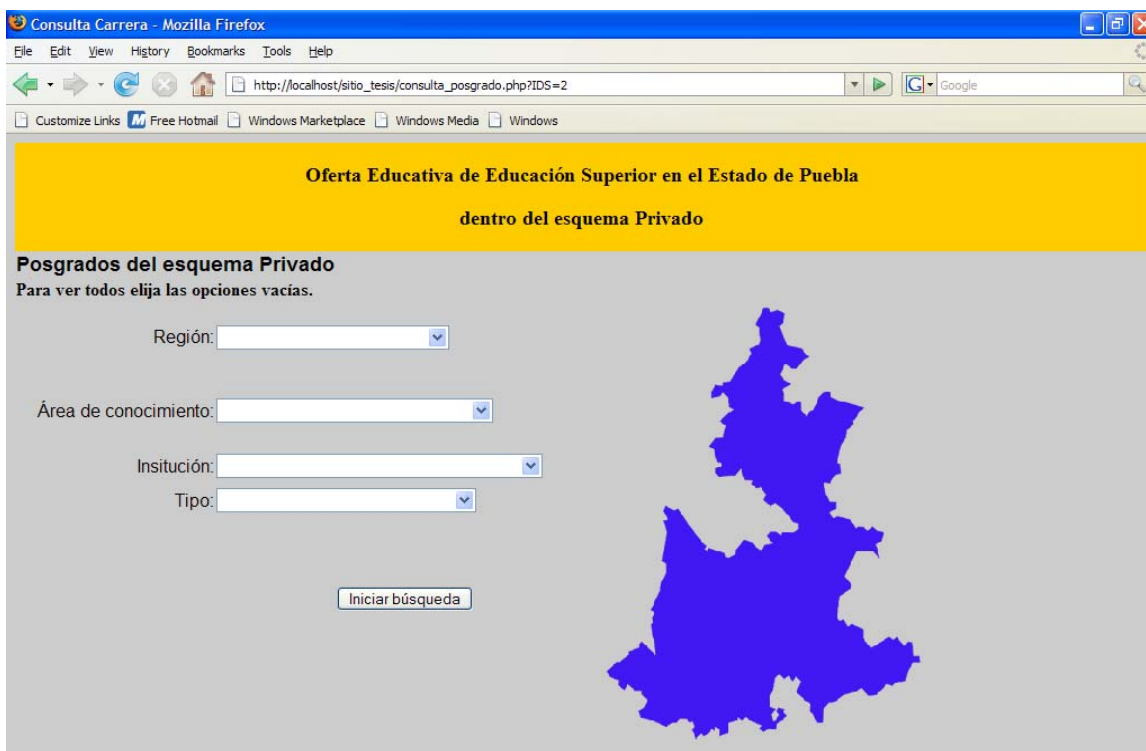 Consulta Carrera - Mozilla Firefox
File Edit View History Bookmarks Tools Help
http://localhost/sitio_tesis/consulta_posgrado.php?IDS=2
G Google
Customize Links Free Hotmail Windows Marketplace Windows Media Windows
Oferta Educativa de Educación Superior en el Estado de Puebla
dentro del esquema Privado
Posgrados del esquema Privado
Para ver todos elija las opciones vacías.
Región:
Área de conocimiento:
Insitución:
Tipo:
Iniciar búsqueda